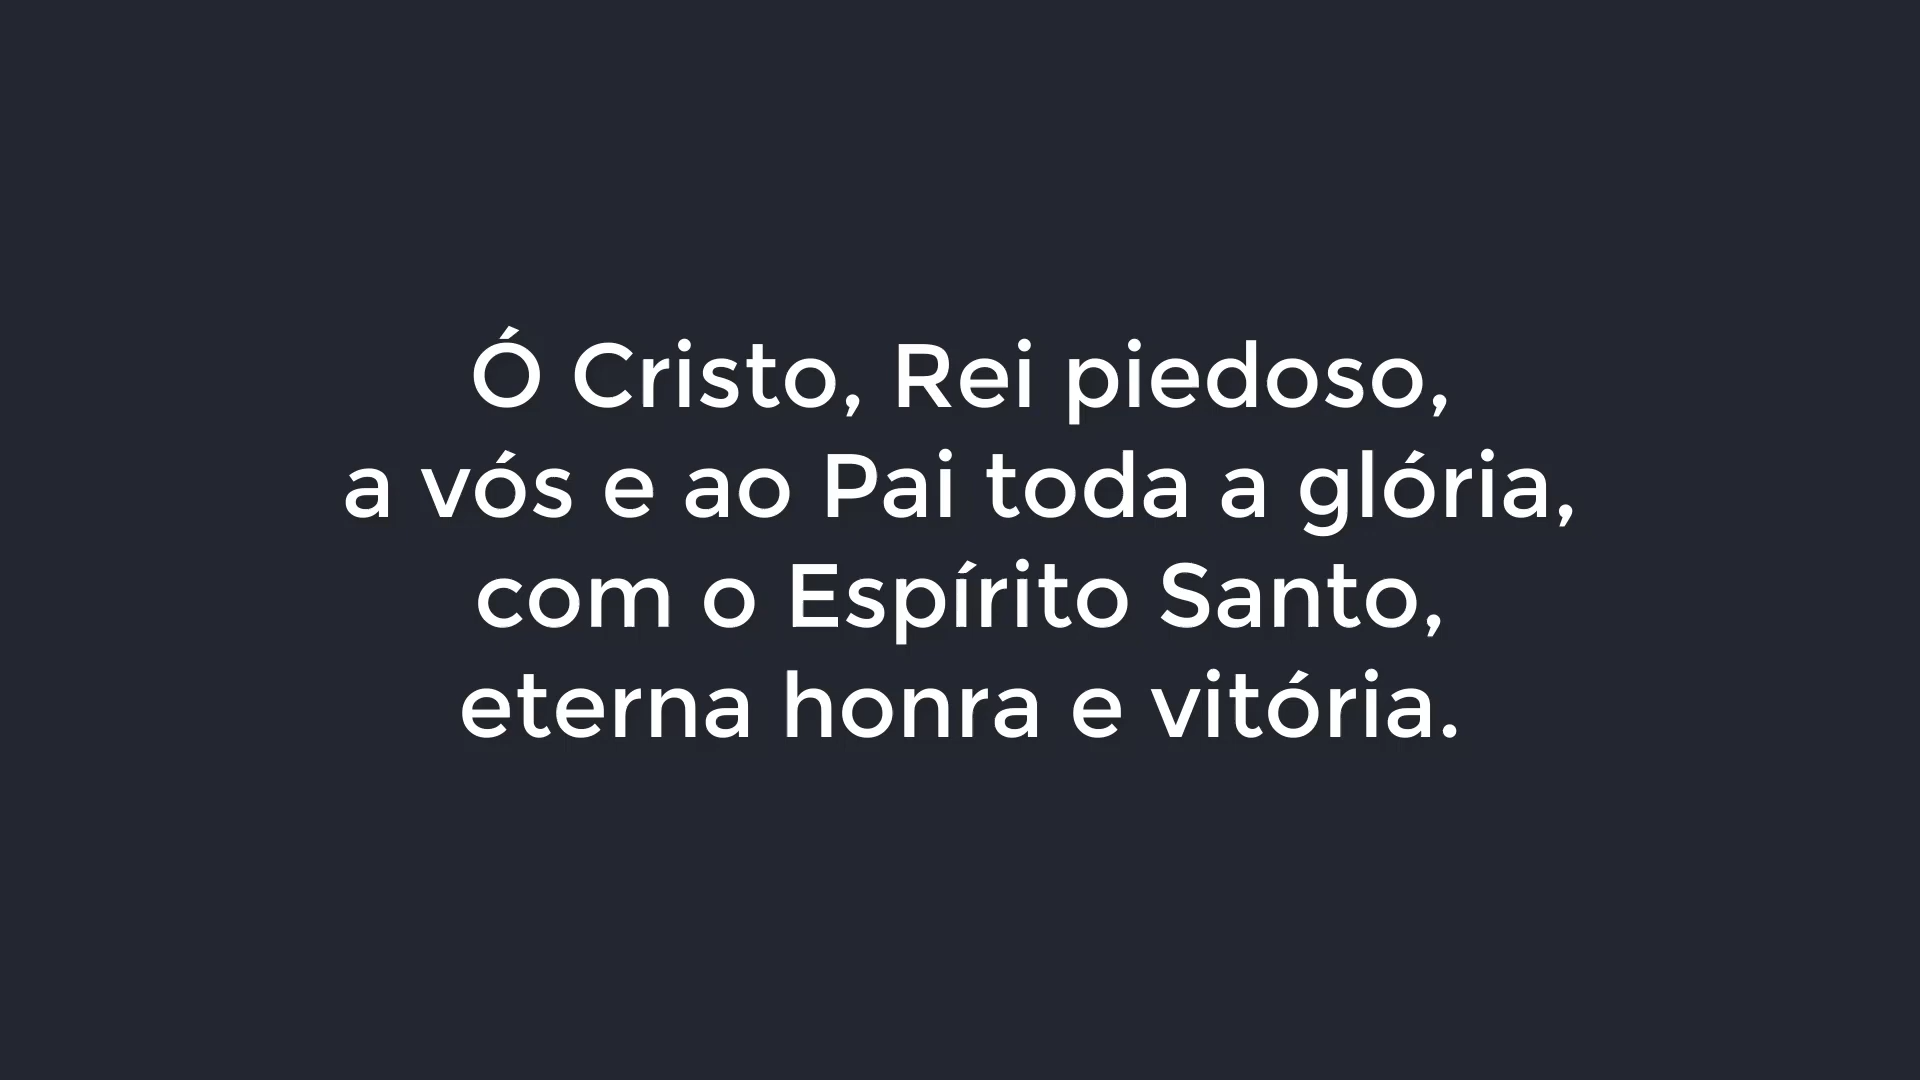 Ó Cristo, Rei piedoso,
a vós e ao Pai toda a glória,
com o Espírito Santo,
eterna honra e vitória.